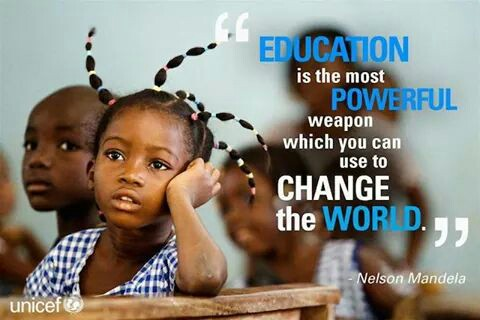 “
EDUCATION
is the most
POWERFUL
weapon
which you can
use to
CHANGE
the WORLD.
”
- Nelson Mandela
unicef